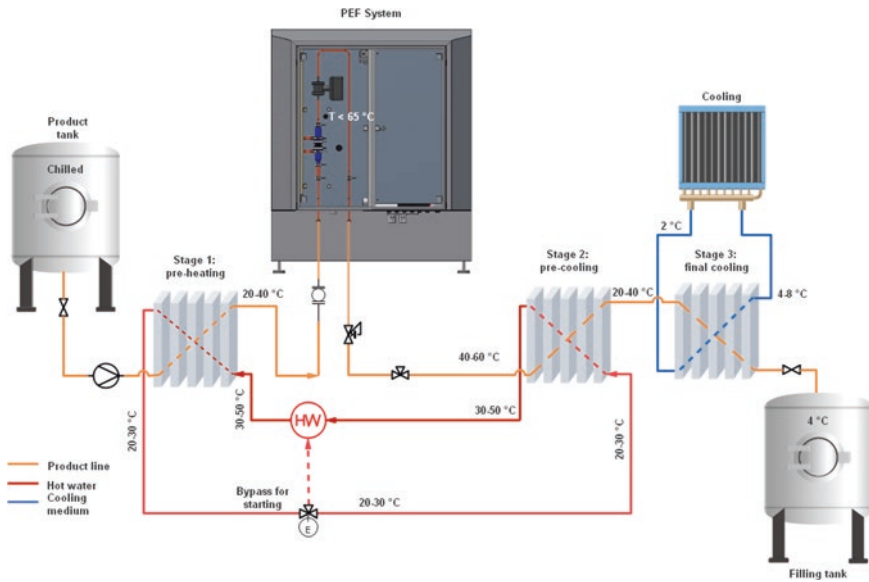 PEF System
T < 65 °C
Product
tank
Chilled
Cooling
Stage 1:
pre-heating
20-40 °C
2 °C
Stage 2:
pre-cooling
20-40 °C
Stage 3:
final cooling
4-8 °C
40-60 °C
30-50 °C
HW
30-50 °C
20-30 °C
20-30 °C
4 °C
Product line
Hot water
Cooling
medium
Bypass for
starting
20-30 °C
E
Filling tank